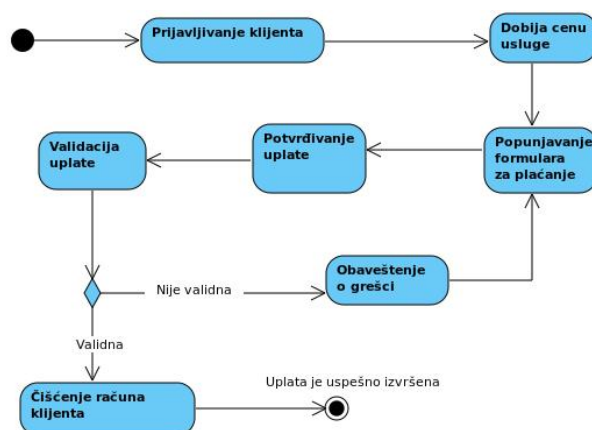 Prijavljivanje klijenta
Dobija cenu
usluge
Validacija
uplate
Potvrđivanje
uplate
Popunjavanje
formulara
za plaćanje
Obaveštenje
o grešci
Nije validna
Validna
Čišćenje računa
klijenta
Uplata je uspešno izvršena